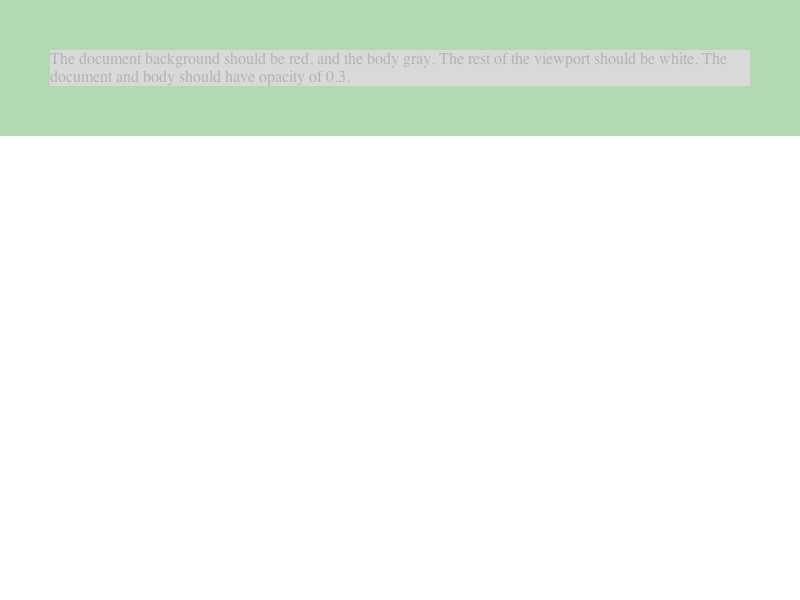 The document background should be red, and the body gray. The rest of the viewport should be white. The
document and body should have opacity of 0.3.